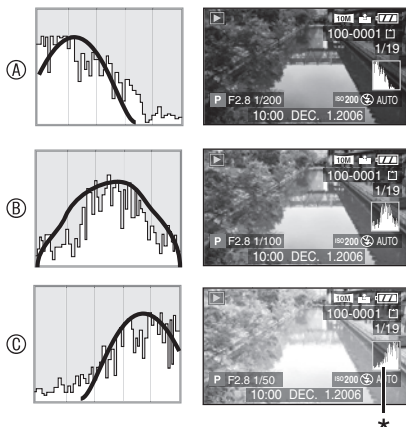 Ⓐ
10M
100-0001
1/19
P F2.8 1/200 ISO200 AUTO
10:00 DEC. 1.2006
Ⓑ
10M
100-0001
1/19
P F2.8 1/100 ISO200 AUTO
10:00 DEC. 1.2006
Ⓒ
10M
100-0001
1/19
P F2.8 1/50 ISO200 AUTO
10:00 DEC. 1.2006
*